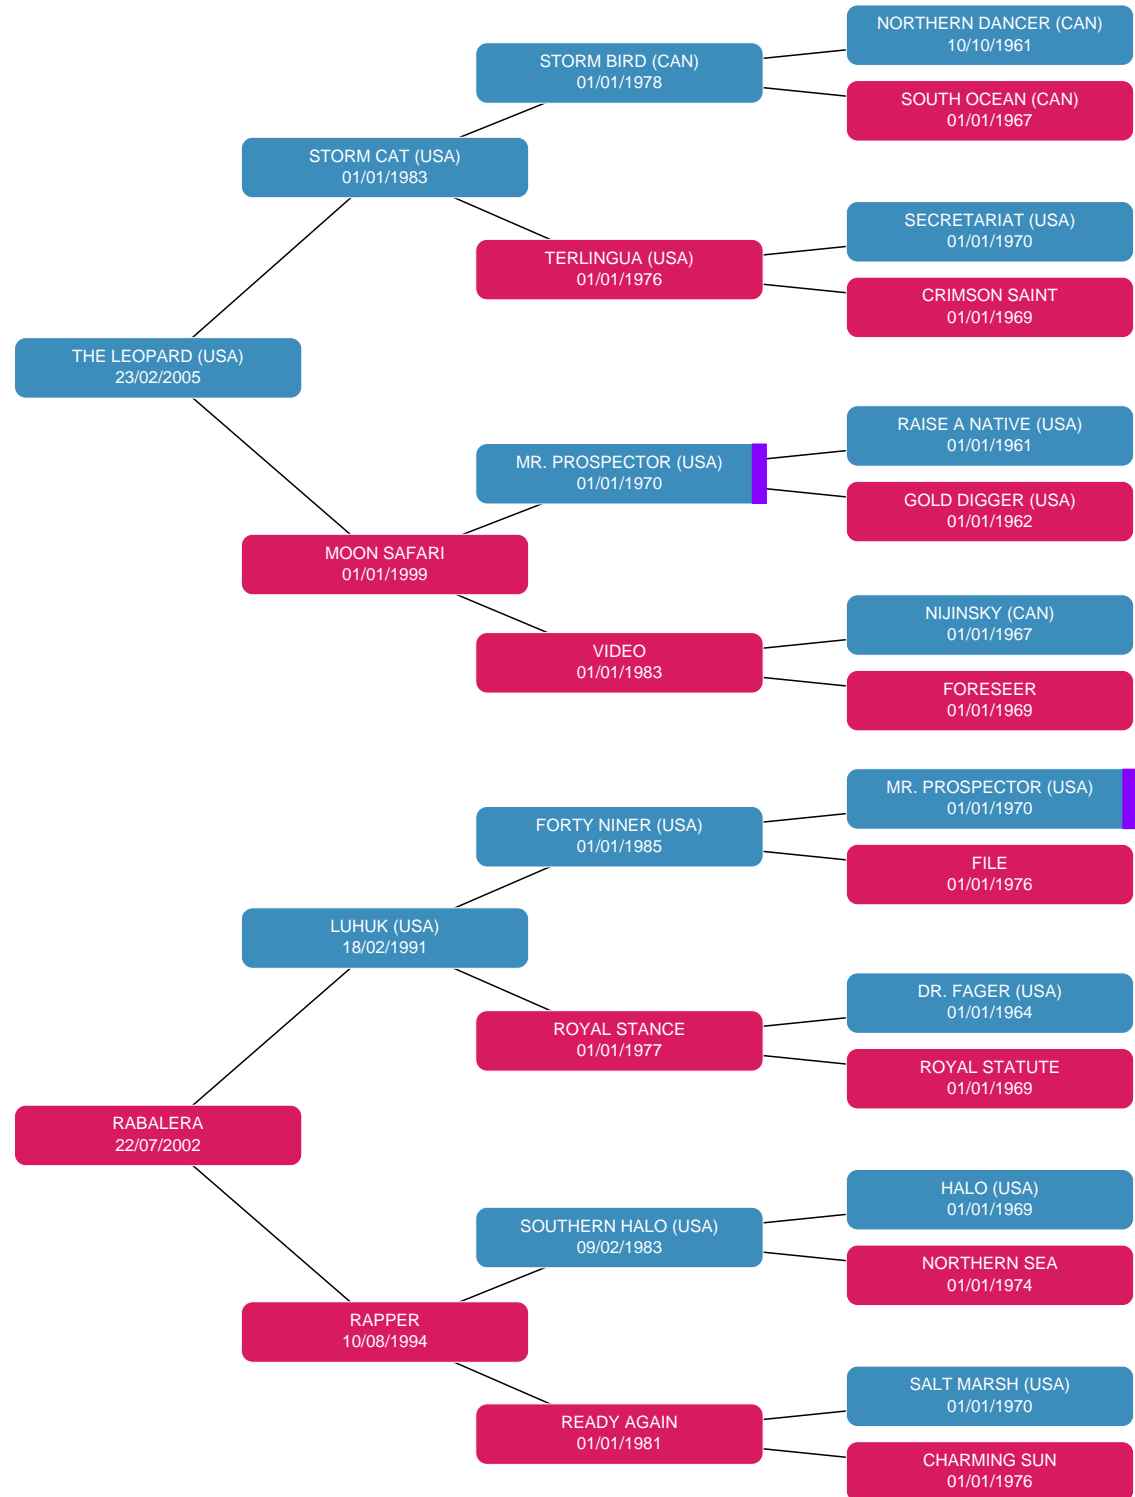 NORTHERN DANCER (CAN)
10/10/1961
STORM BIRD (CAN)
01/01/1978
SOUTH OCEAN (CAN)
01/01/1967
STORM CAT (USA)
01/01/1983
SECRETARIAT (USA)
01/01/1970
TERLINGUA (USA)
01/01/1976
CRIMSON SAINT
01/01/1969
THE LEOPARD (USA)
23/02/2005
RAISE A NATIVE (USA)
01/01/1961
MR. PROSPECTOR (USA)
01/01/1970
GOLD DIGGER (USA)
01/01/1962
MOON SAFARI
01/01/1999
NIJINSKY (CAN)
01/01/1967
VIDEO
01/01/1983
FORESEER
01/01/1969
MR. PROSPECTOR (USA)
01/01/1970
FORTY NINER (USA)
01/01/1985
FILE
01/01/1976
LUHUK (USA)
18/02/1991
DR. FAGER (USA)
01/01/1964
ROYAL STANCE
01/01/1977
ROYAL STATUTE
01/01/1969
RABALERA
22/07/2002
HALO (USA)
01/01/1969
SOUTHERN HALO (USA)
09/02/1983
NORTHERN SEA
01/01/1974
RAPPER
10/08/1994
SALT MARSH (USA)
01/01/1970
READY AGAIN
01/01/1981
CHARMING SUN
01/01/1976